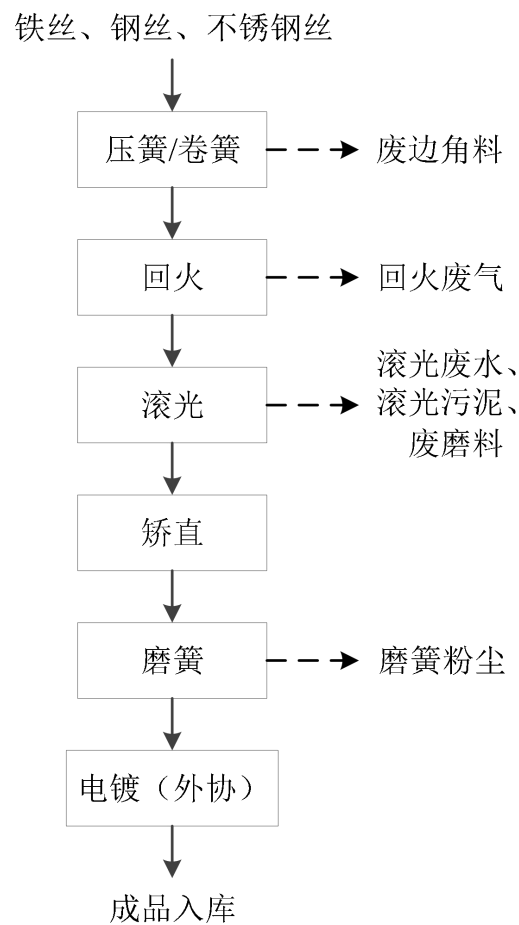 铁丝、钢丝、不锈钢丝
压簧/卷簧
废边角料
回火
回火废气
滚光
滚光废水、
滚光污泥、
废磨料
矫直
磨簧
磨簧粉尘
电镀（外协）
成品入库